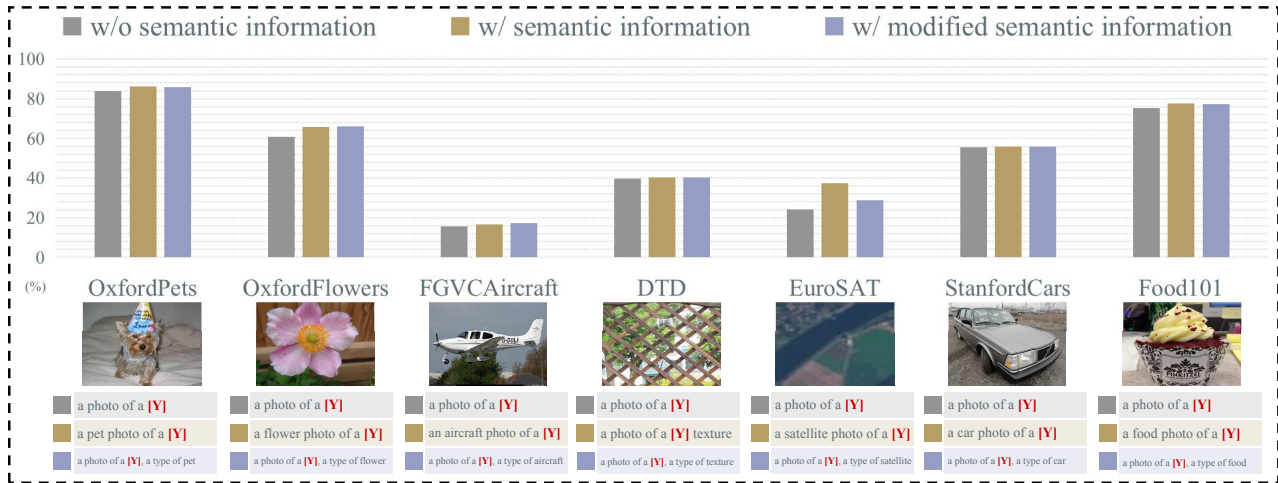 w/o semantic information w/ semantic information w/ modified semantic information
100
80
60
40
20
0
(%)
OxfordPets OxfordFlowers FGVCAircraft DTD EuroSAT StanfordCars Food101
G-DOLI
a photo of a [Y] a photo of a [Y] a photo of a [Y] a photo of a [Y] a photo of a [Y] a photo of a [Y] a photo of a [Y]
a pet photo of a [Y] a flower photo of a [Y] an aircraft photo of a [Y] a photo of a [Y] texture a satellite photo of a [Y] a car photo of a [Y] a food photo of a [Y]
a photo of a [Y], a type of pet a photo of a [Y], a type of flower a photo of a [Y], a type of aircraft a photo of a [Y], a type of texture a photo of a [Y], a type of satellite a photo of a [Y], a type of car a photo of a [Y], a type of food